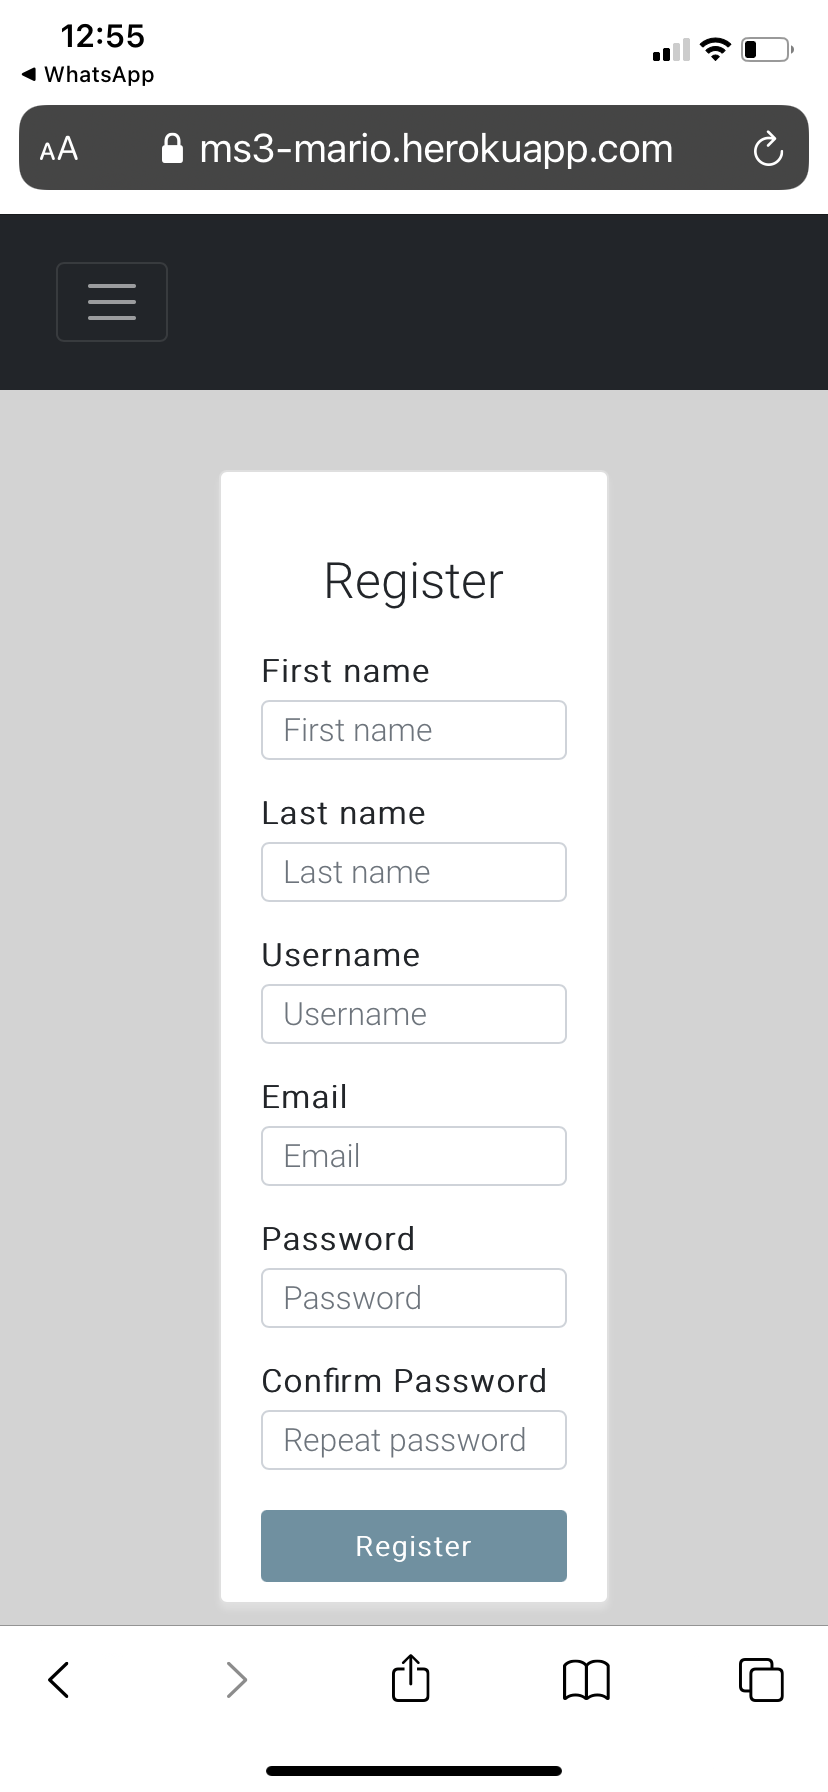 12:55
◀ WhatsApp
AA ms3-mario.herokuapp.com
Register
First name
First name
Last name
Last name
Username
Username
Email
Email
Password
Password
Confirm Password
Repeat password
Register